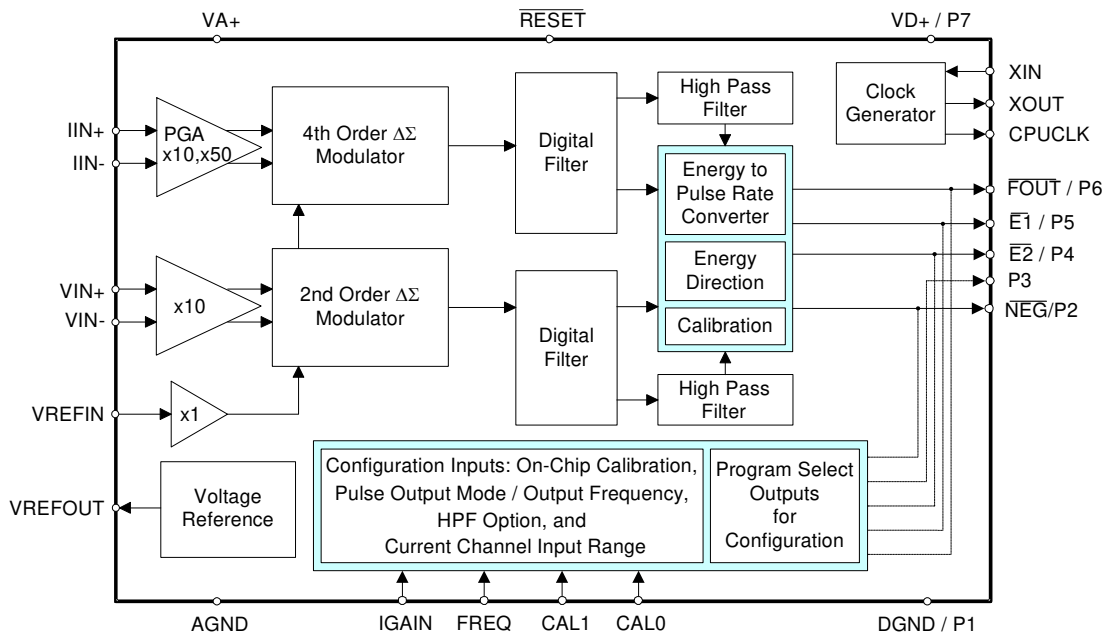 VA+
RESET
VD+ / P7
IIN+
IIN-
PGA
x10,x50
4th Order ΔΣ
Modulator
Digital
Filter
High Pass
Filter
Clock
Generator
XIN
XOUT
CPUCLK
Energy to
Pulse Rate
Converter
Energy
Direction
Calibration
FOUT / P6
E1 / P5
E2 / P4
P3
NEG/P2
VIN+
VIN-
x10
2nd Order ΔΣ
Modulator
Digital
Filter
High Pass
Filter
VREFIN
x1
VREFOUT
Voltage
Reference
Configuration Inputs: On-Chip Calibration,
Pulse Output Mode / Output Frequency,
HPF Option, and
Current Channel Input Range
Program Select
Outputs
for
Configuration
AGND
IGAIN
FREQ
CAL1
CAL0
DGND / P1